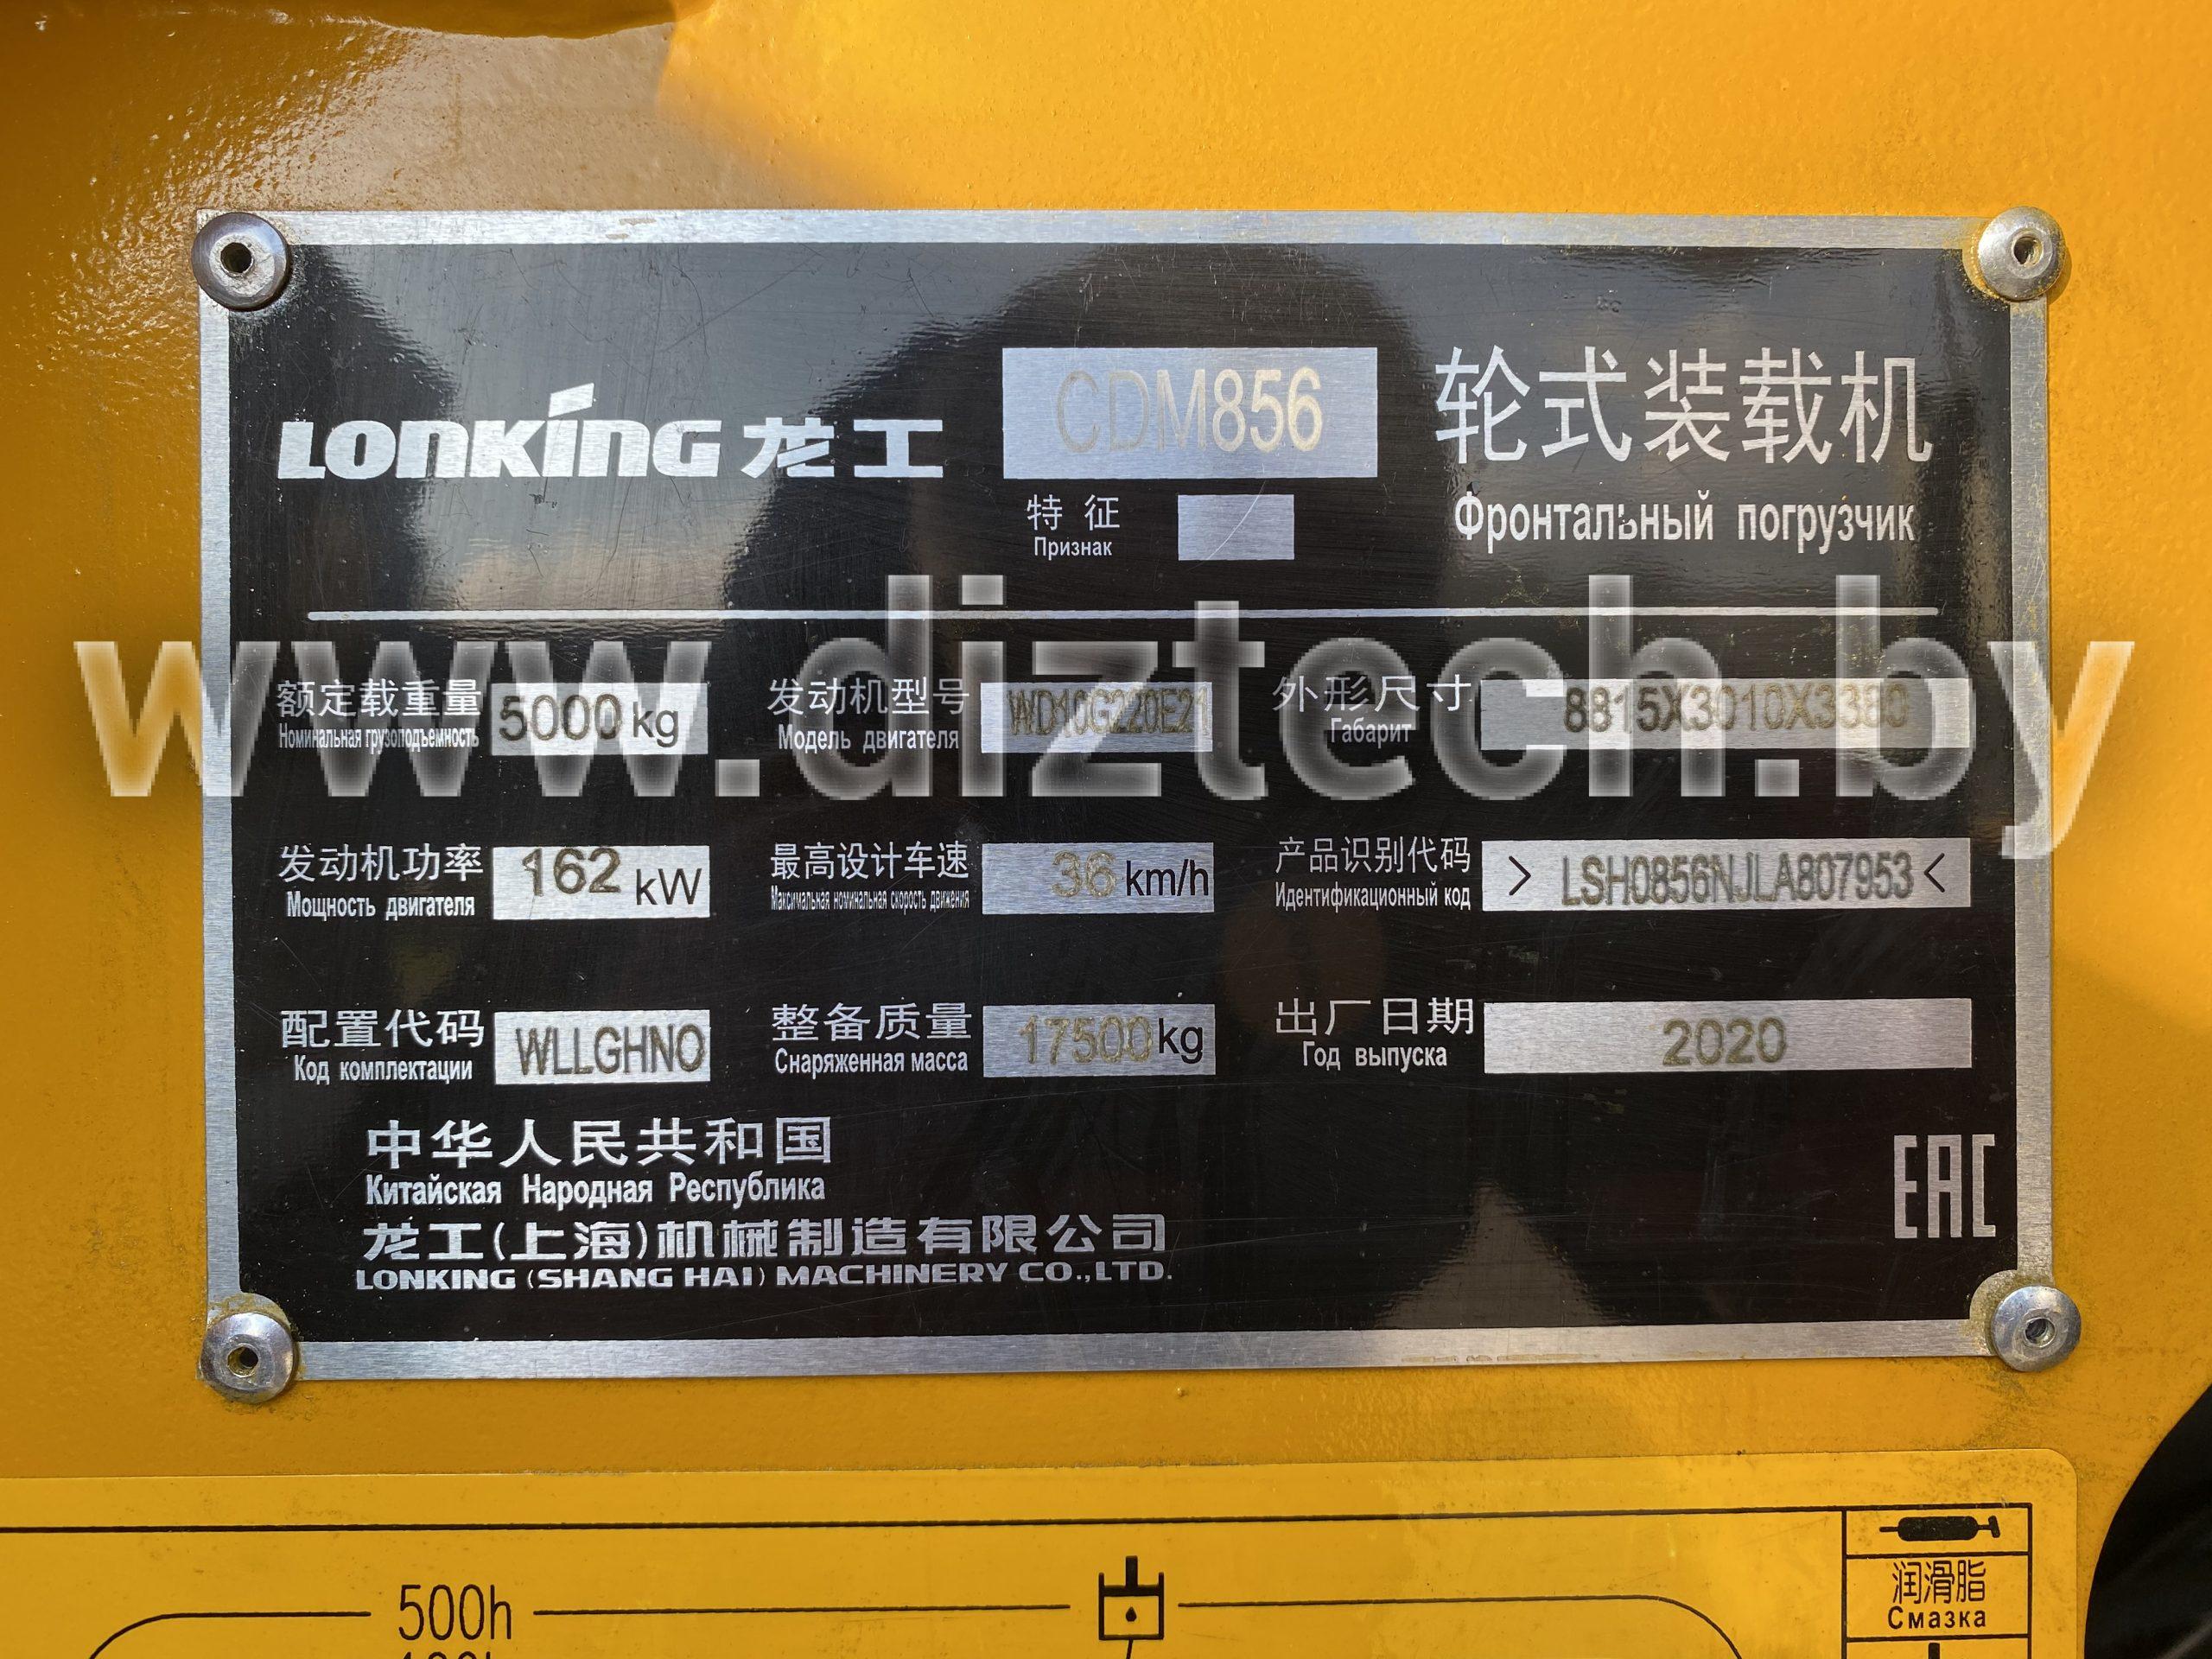 LONKING 龙工 CDM856 轮式装载机
特征
Признак
Фронтальный погрузчик
www.diztech.by
额定载重量 5000 kg 发动机型号 WD10G220E21 外形尺寸 8815X3010X3380
Номинальная грузоподъемность Модель двигателя Габарит
发动机功率 162 kW 最高设计车速 36 km/h 产品识别代码 > LSH0856NJLA807953 <
Мощность двигателя Максимальная номинальная скорость движения Идентификационный код
配置代码 WLLGHNO 整备质量 17500 kg 出厂日期 2020
Код комплектации Снаряженная масса Год выпуска
中华人民共和国
Китайская Народная Республика
EAC
龙工(上海)机械制造有限公司
LONKING (SHANG HAI) MACHINERY CO.,LTD.
润滑脂
Смазка
500h